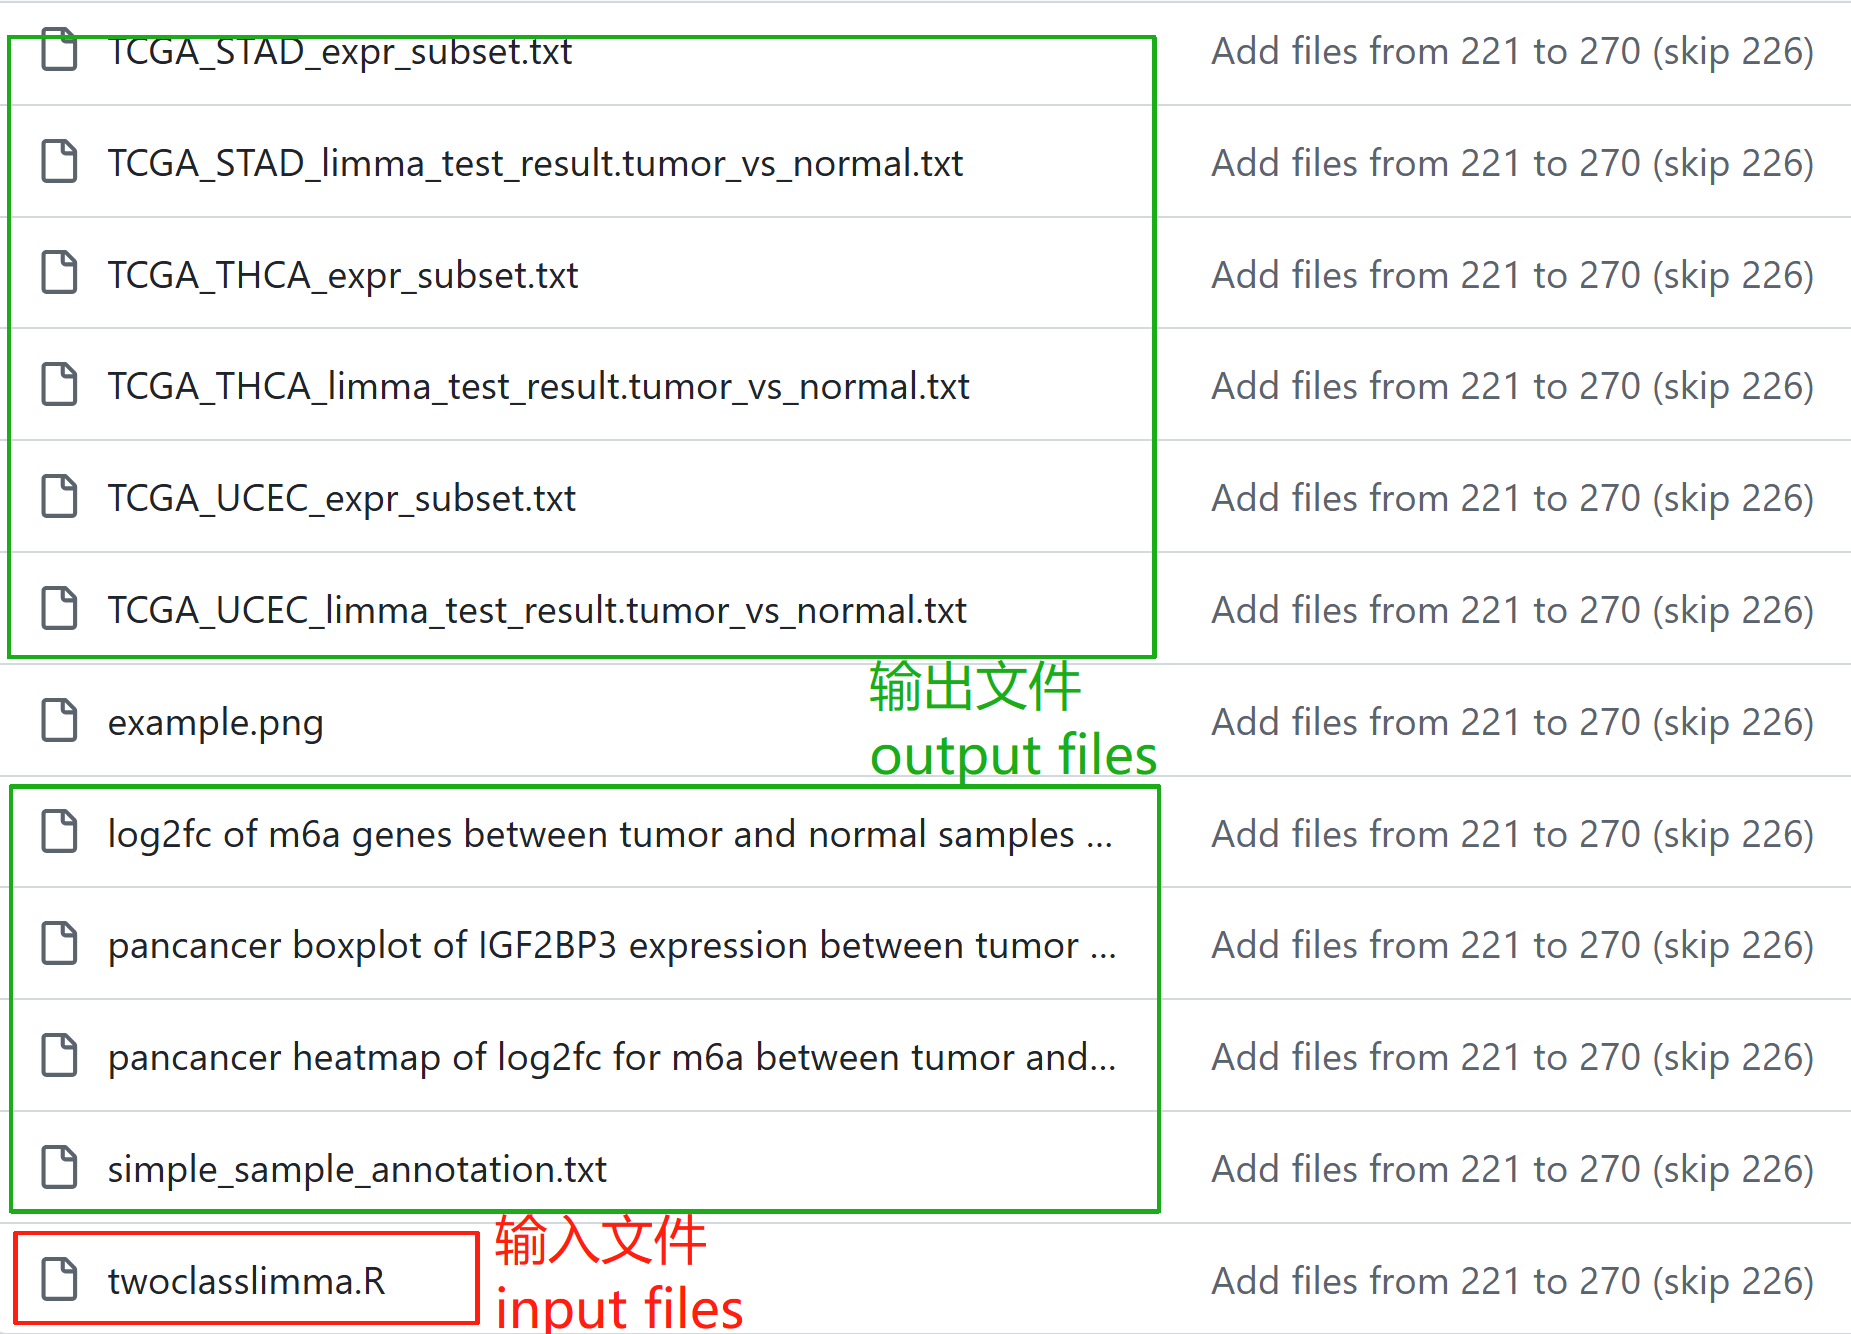 TCGA_STAD_expr_subset.txt Add files from 221 to 270 (skip 226)
TCGA_STAD_limma_test_result.tumor_vs_normal.txt Add files from 221 to 270 (skip 226)
TCGA_THCA_expr_subset.txt Add files from 221 to 270 (skip 226)
TCGA_THCA_limma_test_result.tumor_vs_normal.txt Add files from 221 to 270 (skip 226)
TCGA_UCEC_expr_subset.txt Add files from 221 to 270 (skip 226)
TCGA_UCEC_limma_test_result.tumor_vs_normal.txt Add files from 221 to 270 (skip 226)
输出文件
example.png Add files from 221 to 270 (skip 226)
output files
log2fc of m6a genes between tumor and normal samples ... Add files from 221 to 270 (skip 226)
pancancer boxplot of IGF2BP3 expression between tumor ... Add files from 221 to 270 (skip 226)
pancancer heatmap of log2fc for m6a between tumor and... Add files from 221 to 270 (skip 226)
simple_sample_annotation.txt Add files from 221 to 270 (skip 226)
输入文件
twoclasslimma.R Add files from 221 to 270 (skip 226)
input files